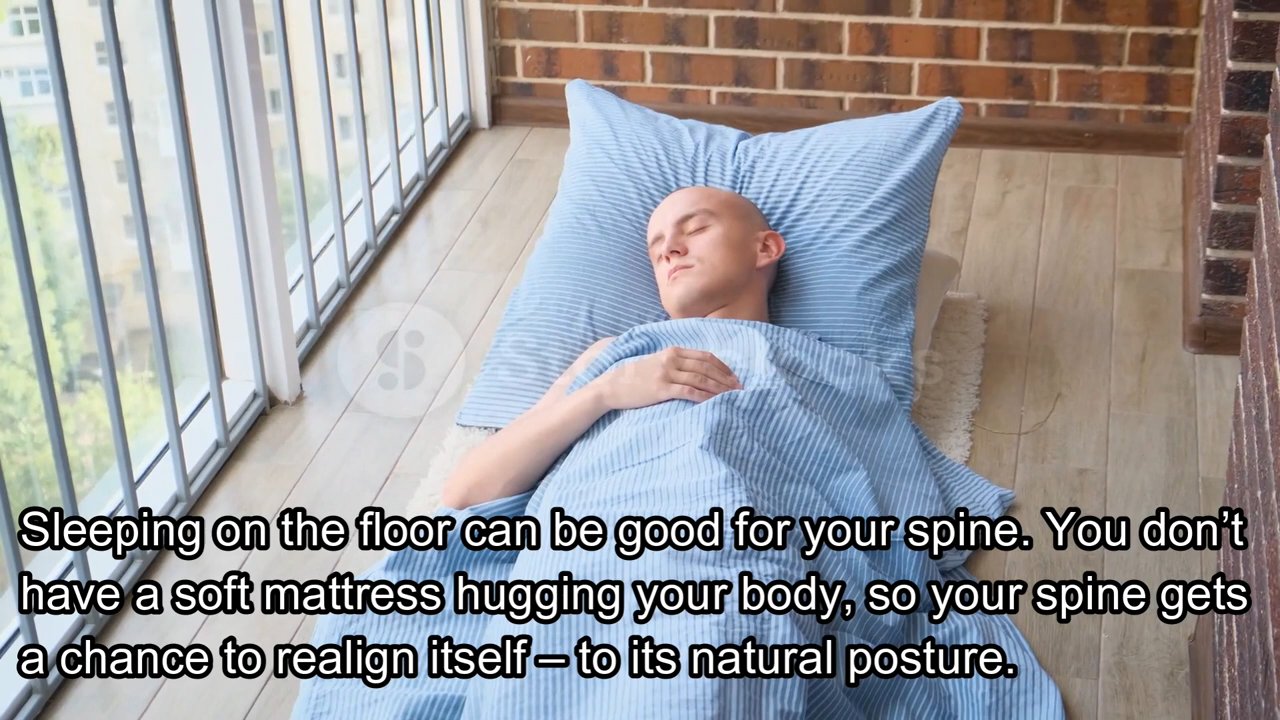 Sleeping on the floor can be good for your spine. You don’t
have a soft mattress hugging your body, so your spine gets
a chance to realign itself – to its natural posture.